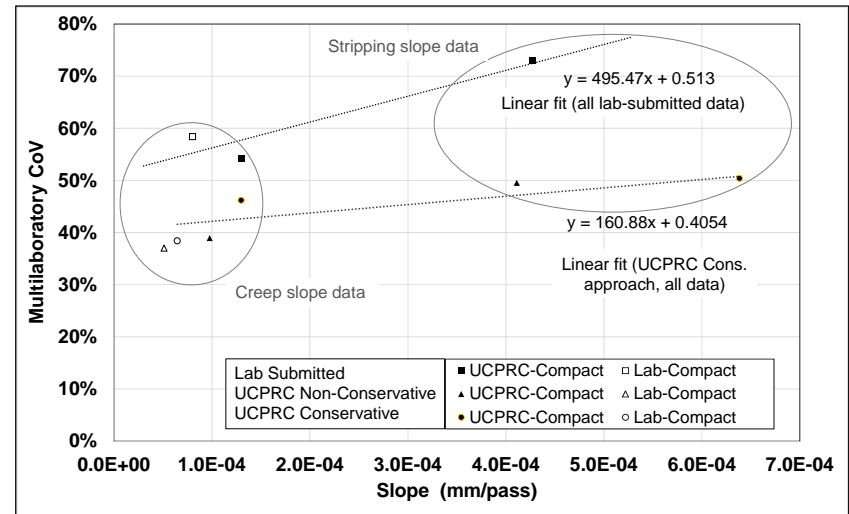 80%
70%
60%
50%
40%
30%
20%
10%
0%
Multilaboratory CoV
Stripping slope data
y = 495.47x + 0.513
Linear fit (all lab-submitted data)
y = 160.88x + 0.4054
Linear fit (UCPRC Cons.
approach, all data)
Creep slope data
Lab Submitted
UCPRC Non-Conservative
UCPRC Conservative
UCPRC-Compact Lab-Compact
UCPRC-Compact Lab-Compact
UCPRC-Compact Lab-Compact
0.0E+00 1.0E-04 2.0E-04 3.0E-04 4.0E-04 5.0E-04 6.0E-04 7.0E-04
Slope (mm/pass)